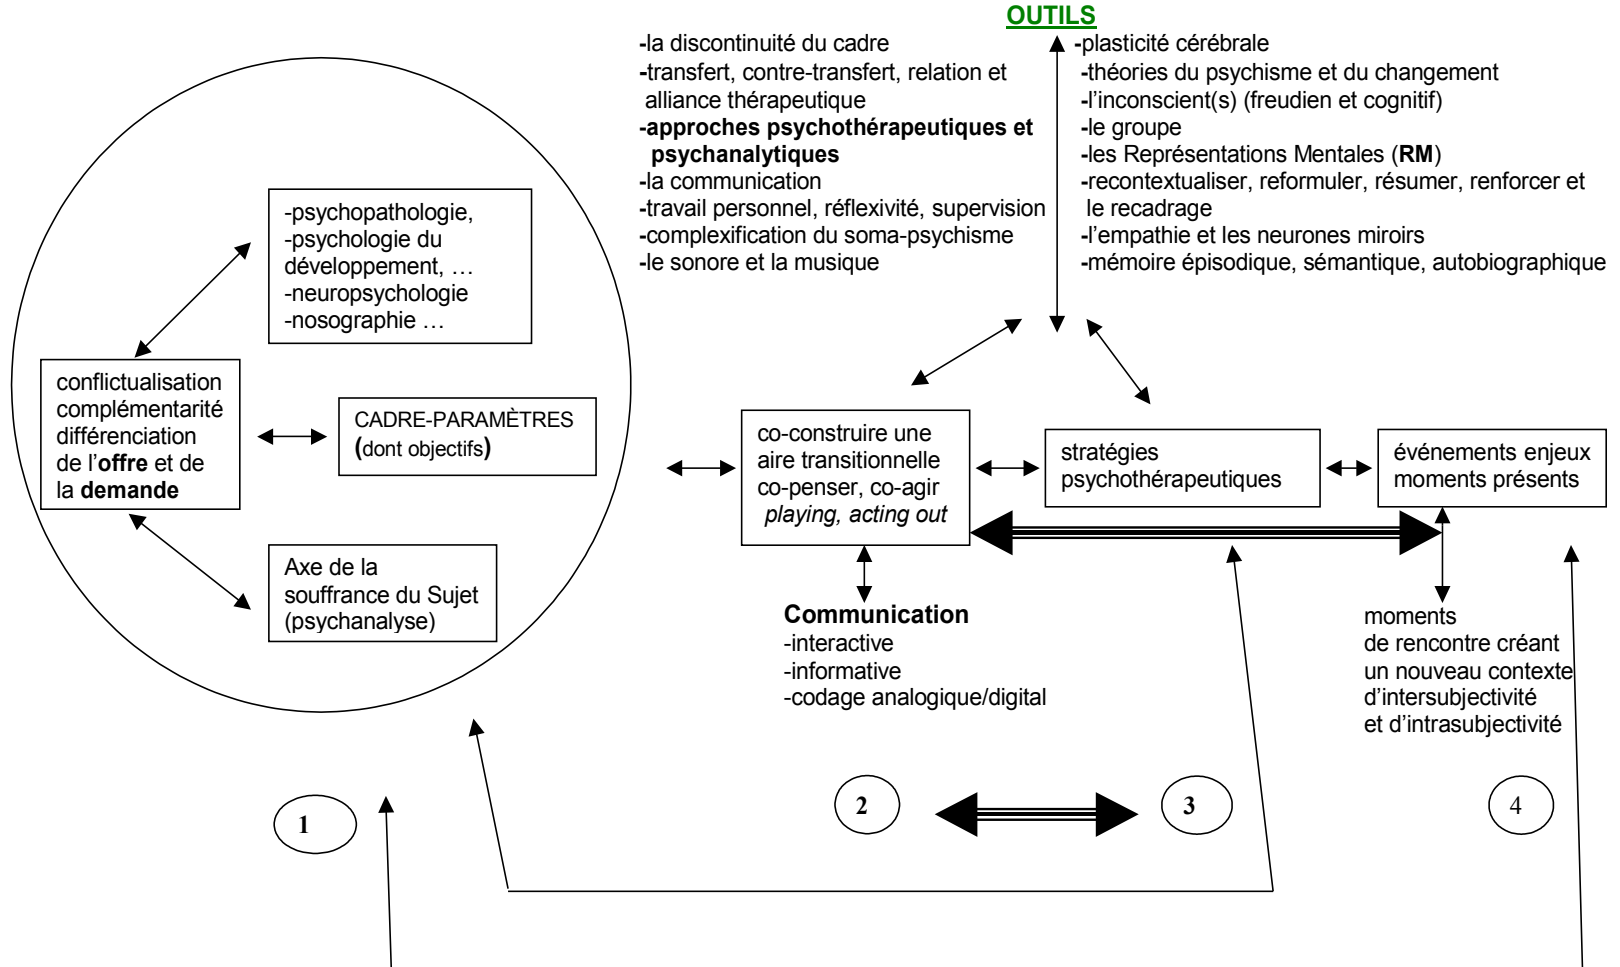 OUTILS
-la discontinuité du cadre
-transfert, contre-transfert, relation et
alliance thérapeutique
-approches psychothérapeutiques et
psychanalytiques
-la communication
-travail personnel, réflexivité, supervision
-complexification du soma-psychisme
-le sonore et la musique
-plasticité cérébrale
-théories du psychisme et du changement
-l’inconscient(s) (freudien et cognitif)
-le groupe
-les Représentations Mentales (RM)
-recontextualiser, reformuler, résumer, renforcer et
le recadrage
-l’empathie et les neurones miroirs
-mémoire épisodique, sémantique, autobiographique
-psychopathologie,
-psychologie du
développement, …
-neuropsychologie
-nosographie …
conflictualisation
complémentarité
différenciation
de l’offre et de
la demande
CADRE-PARAMÈTRES
(dont objectifs)
Axe de la
souffrance du Sujet
(psychanalyse)
co-construire une
aire transitionnelle
co-penser, co-agir
playing, acting out
stratégies
psychothérapeutiques
événements enjeux
moments présents
Communication
-interactive
-informative
-codage analogique/digital
moments
de rencontre créant
un nouveau contexte
d’intersubjectivité
et d’intrasubjectivité
1
2
3
4